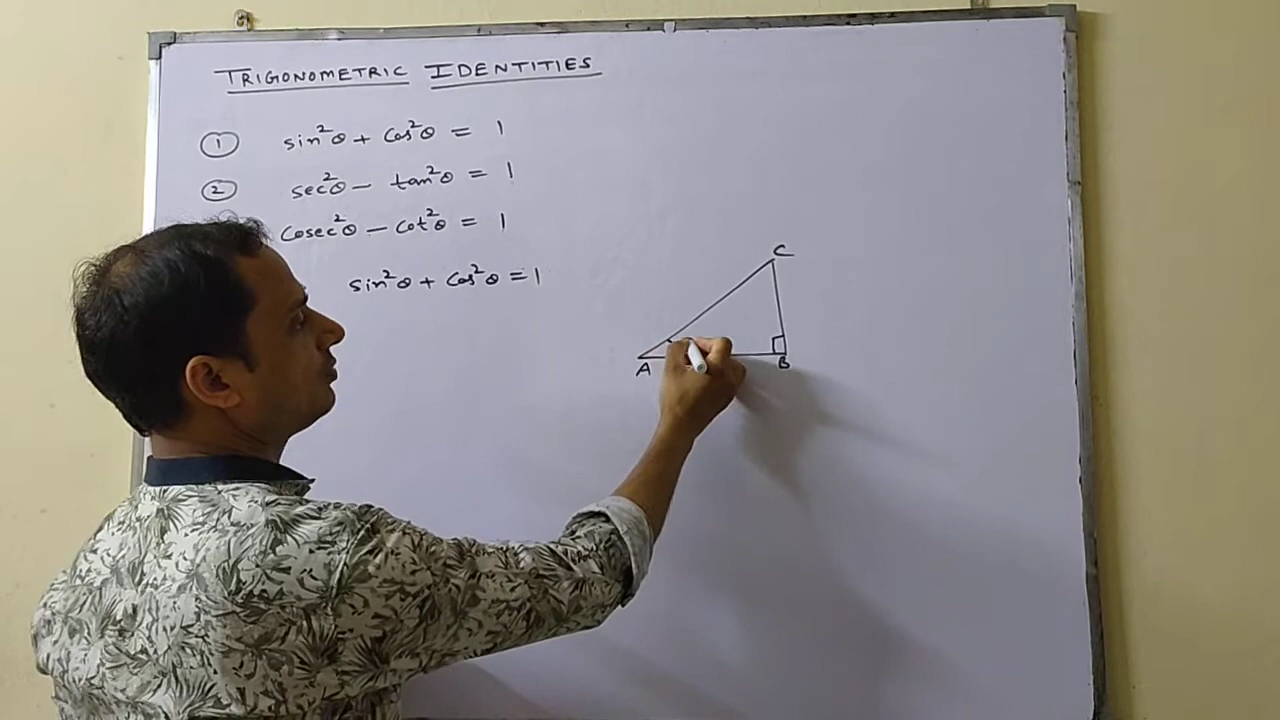 TRIGONOMETRIC IDENTITIES
① sin²θ + cos²θ = 1
② sec²θ - tan²θ = 1
cosec²θ - cot²θ = 1
sin²θ + cos²θ = 1
C
A B